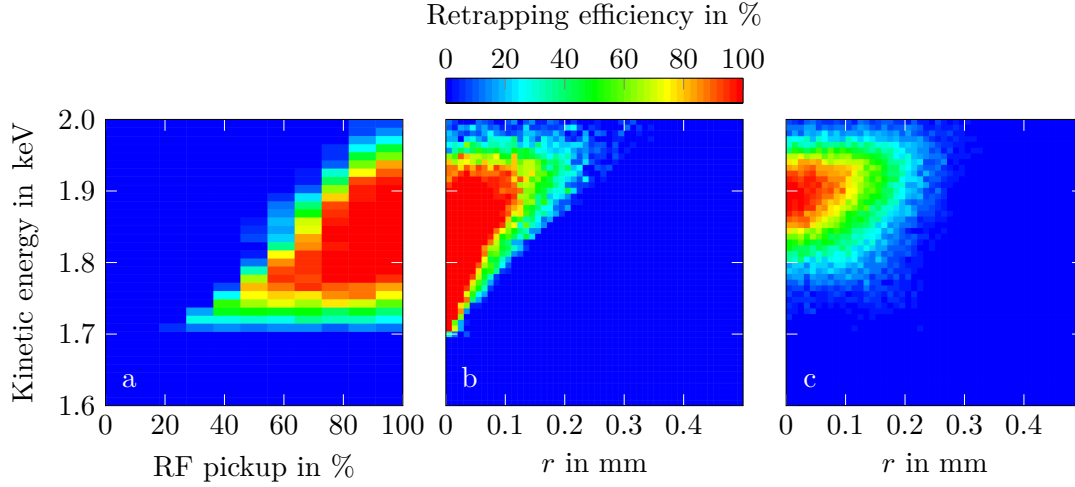 Retrapping efficiency in %
0 20 40 60 80 100
Kinetic energy in keV
2.0
1.9
1.8
1.7
1.6
a
b
c
0 20 40 60 80 100
0 0.1 0.2 0.3 0.4
0 0.1 0.2 0.3 0.4
RF pickup in %
r in mm
r in mm